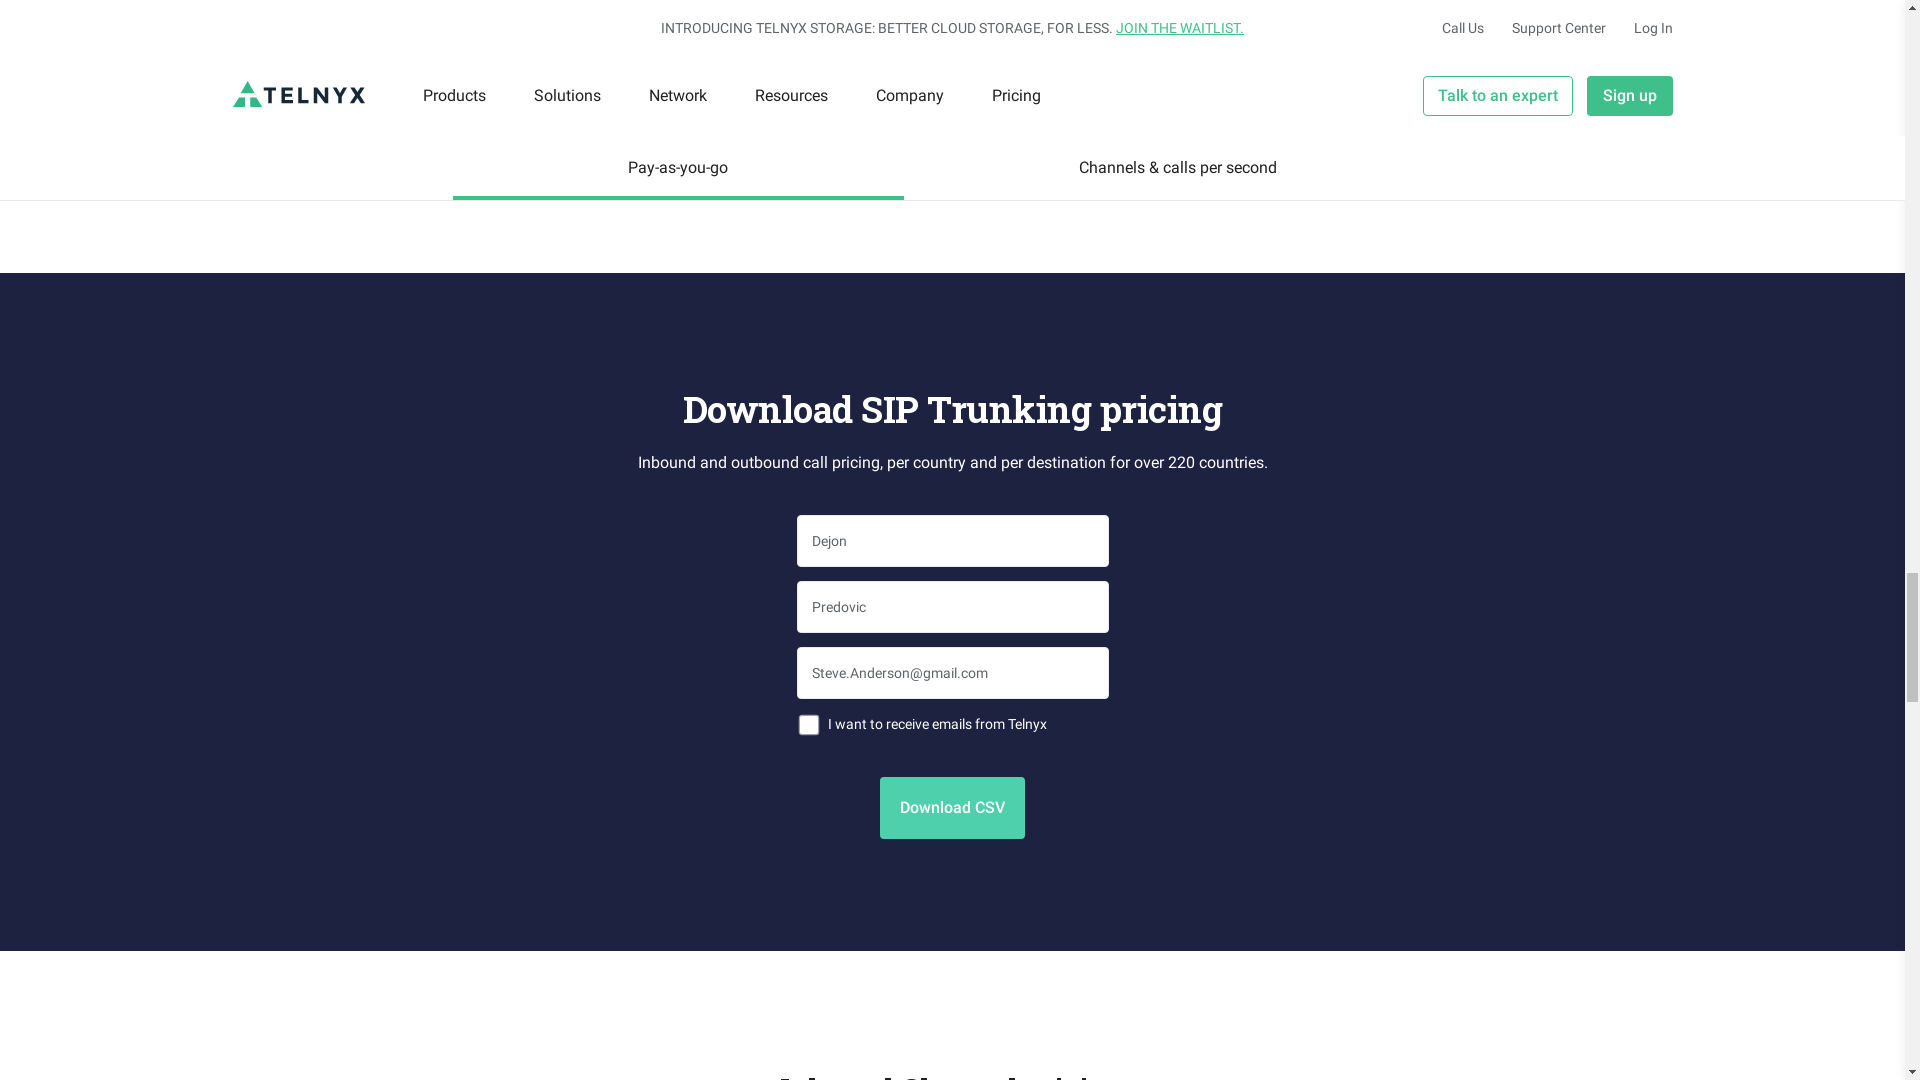 INTRODUCING TELNYX STORAGE: BETTER CLOUD STORAGE, FOR LESS. JOIN THE WAITLIST.
Call Us
Support Center
Log In
TELNYX
Products
Solutions
Network
Resources
Company
Pricing
Talk to an expert
Sign up
Pay-as-you-go
Channels & calls per second
Download SIP Trunking pricing
Inbound and outbound call pricing, per country and per destination for over 220 countries.
Dejon
Predovic
Steve.Anderson@gmail.com
I want to receive emails from Telnyx
Download CSV